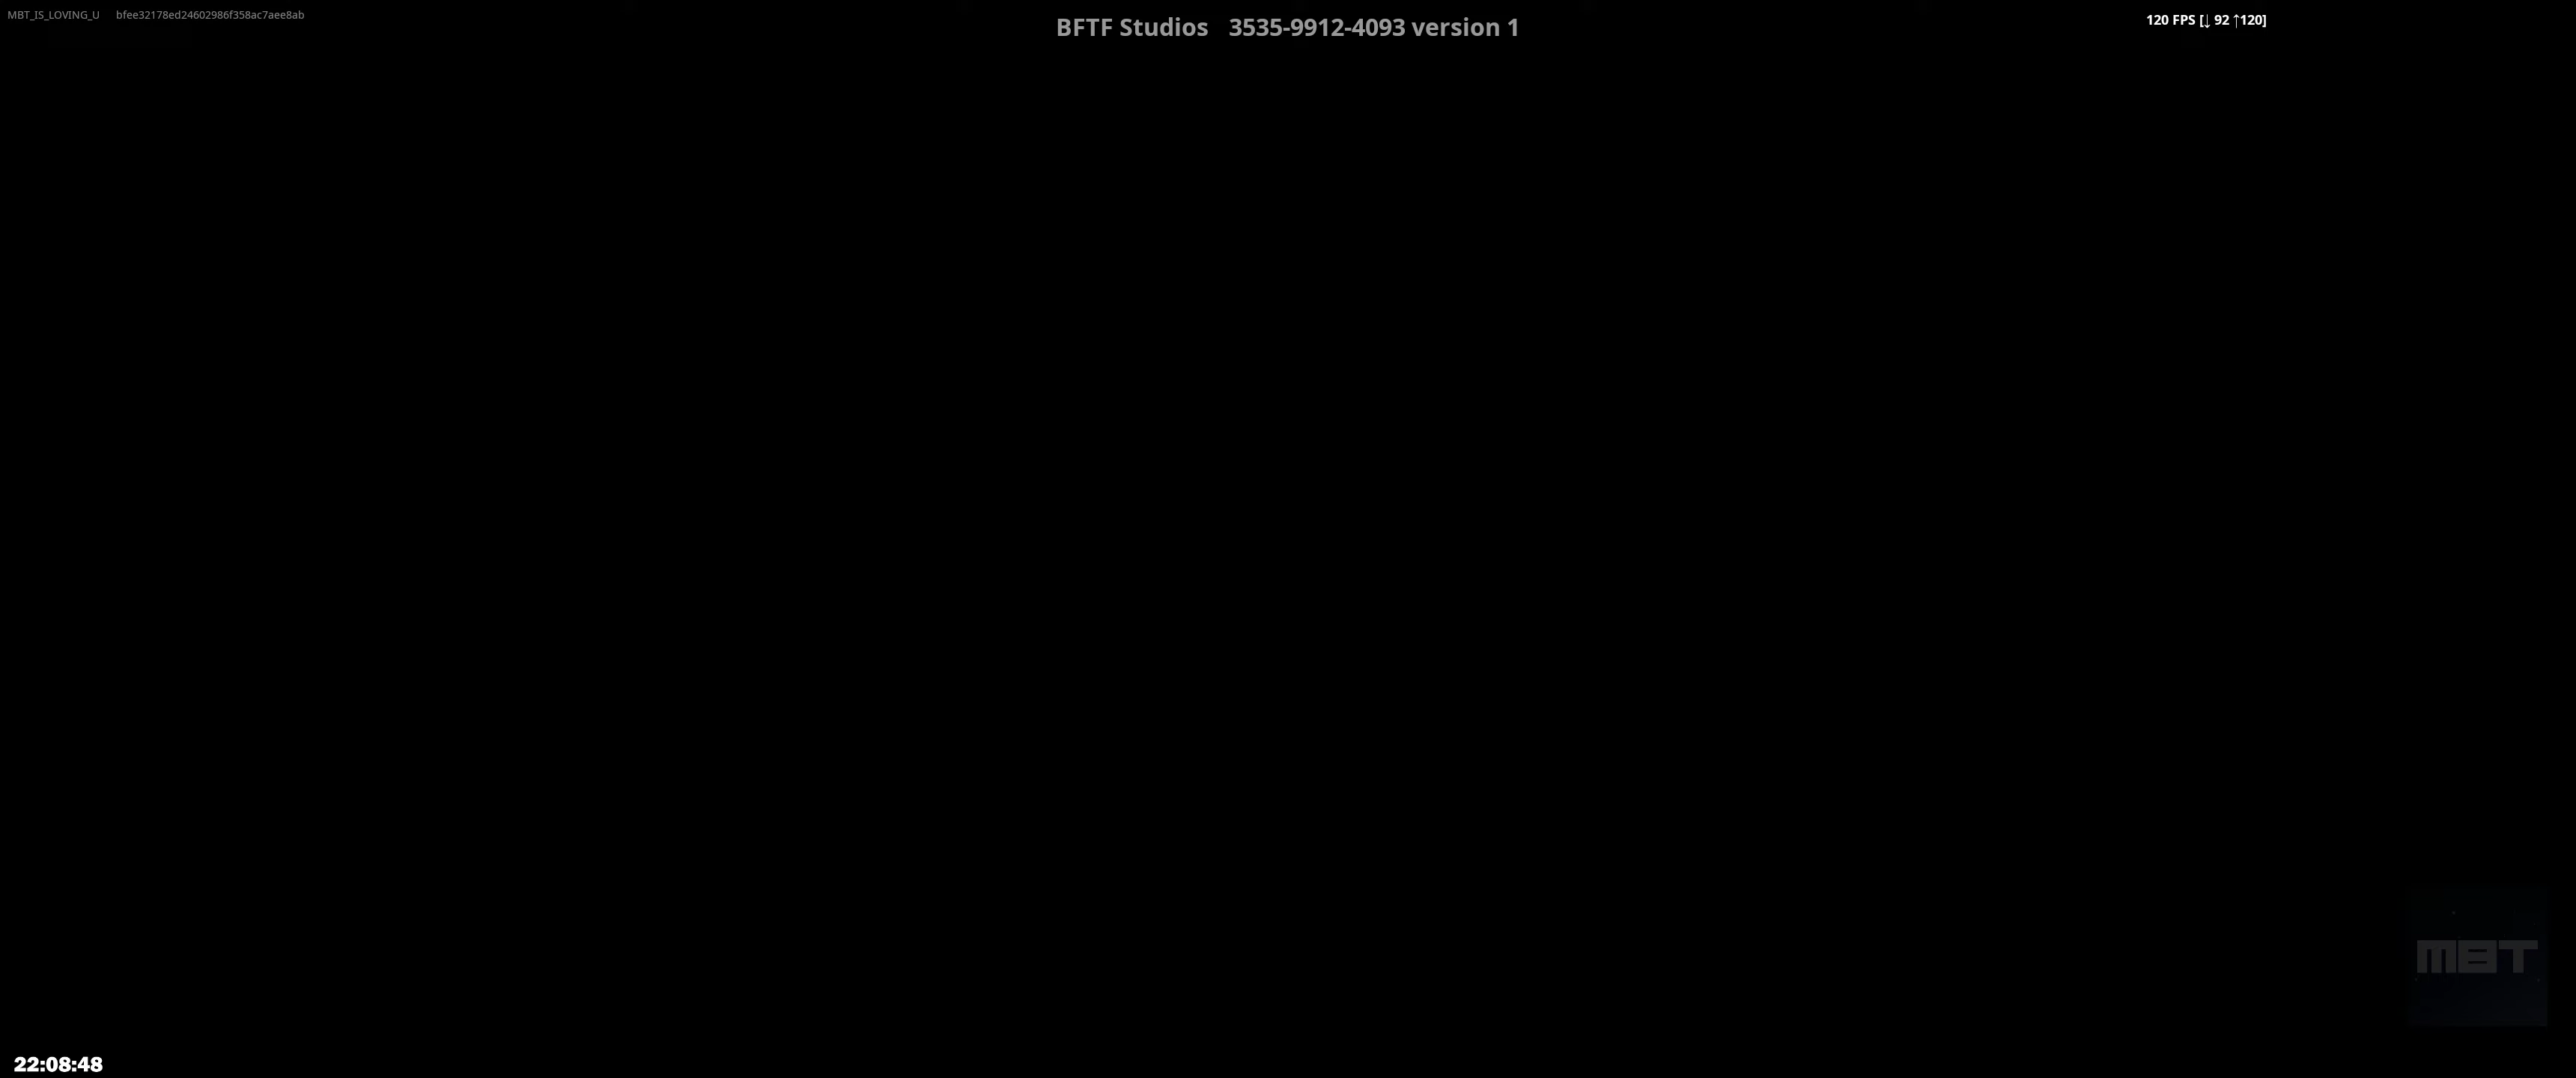 MBT_IS_LOVING_U bfee32178ed24602986f358ac7aee8ab
BFTF Studios 3535-9912-4093 version 1
120 FPS [↓ 92 ↑120]
MBT
22:08:48